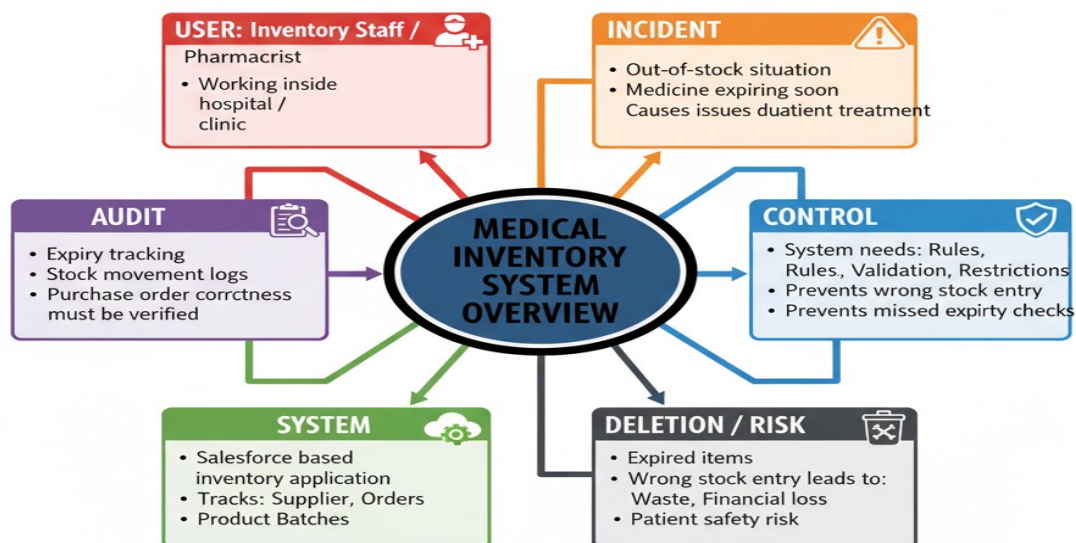 USER: Inventory Staff /
Pharmacrist
• Working inside
hospital /
clinic
INCIDENT
• Out-of-stock situation
• Medicine expiring soon
Causes issues duatient treatment
AUDIT
• Expiry tracking
• Stock movement logs
• Purchase order corrctness
must be verified
MEDICAL
INVENTORY
SYSTEM
OVERVIEW
CONTROL
• System needs: Rules,
Rules., Validation, Restrictions
• Prevents wrong stock entry
• Prevents missed expirty checks
SYSTEM
• Salesforce based
inventory application
• Tracks: Supplier, Orders
• Product Batches
DELETION / RISK
• Expired items
• Wrong stock entry leads to:
Waste, Financial loss
• Patient safety risk